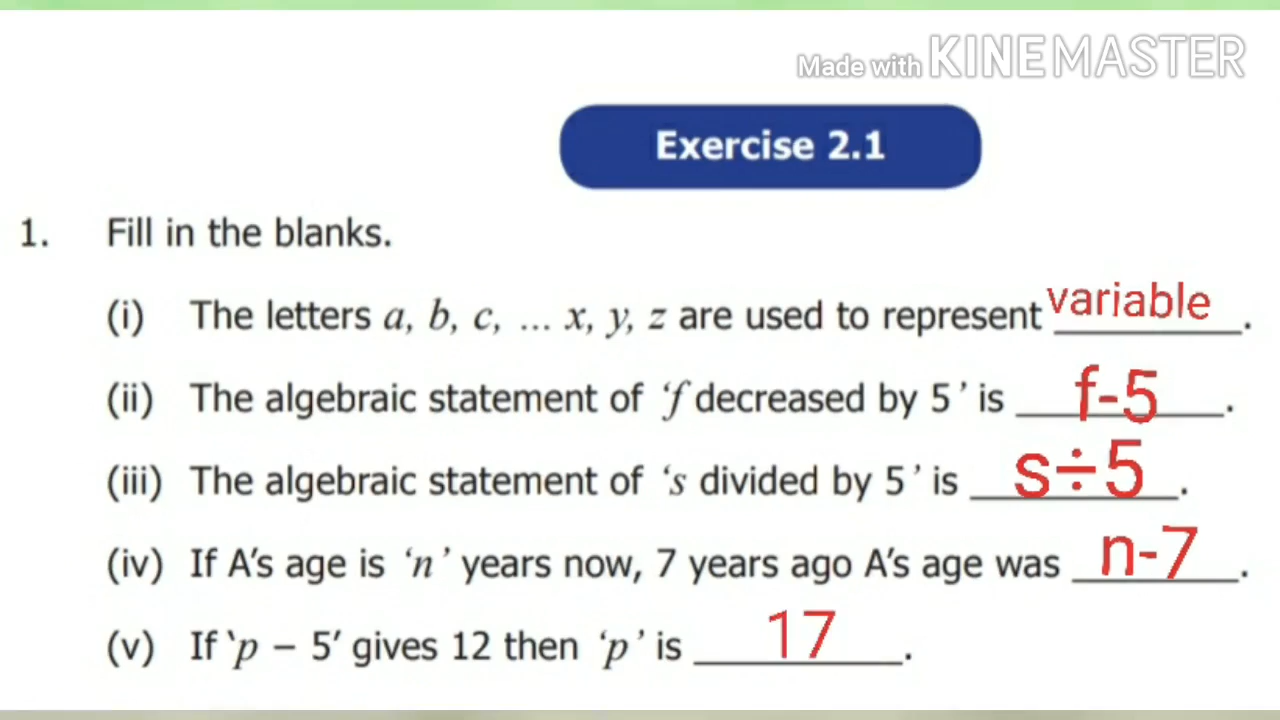 Made with KINEMASTER
Exercise 2.1
1. Fill in the blanks.
(i) The letters a, b, c, ... x, y, z are used to represent variable.
(ii) The algebraic statement of ‘f decreased by 5’ is f-5.
(iii) The algebraic statement of ‘s divided by 5’ is s÷5.
(iv) If A’s age is ‘n’ years now, 7 years ago A’s age was n-7.
(v) If ‘p – 5’ gives 12 then ‘p’ is 17.